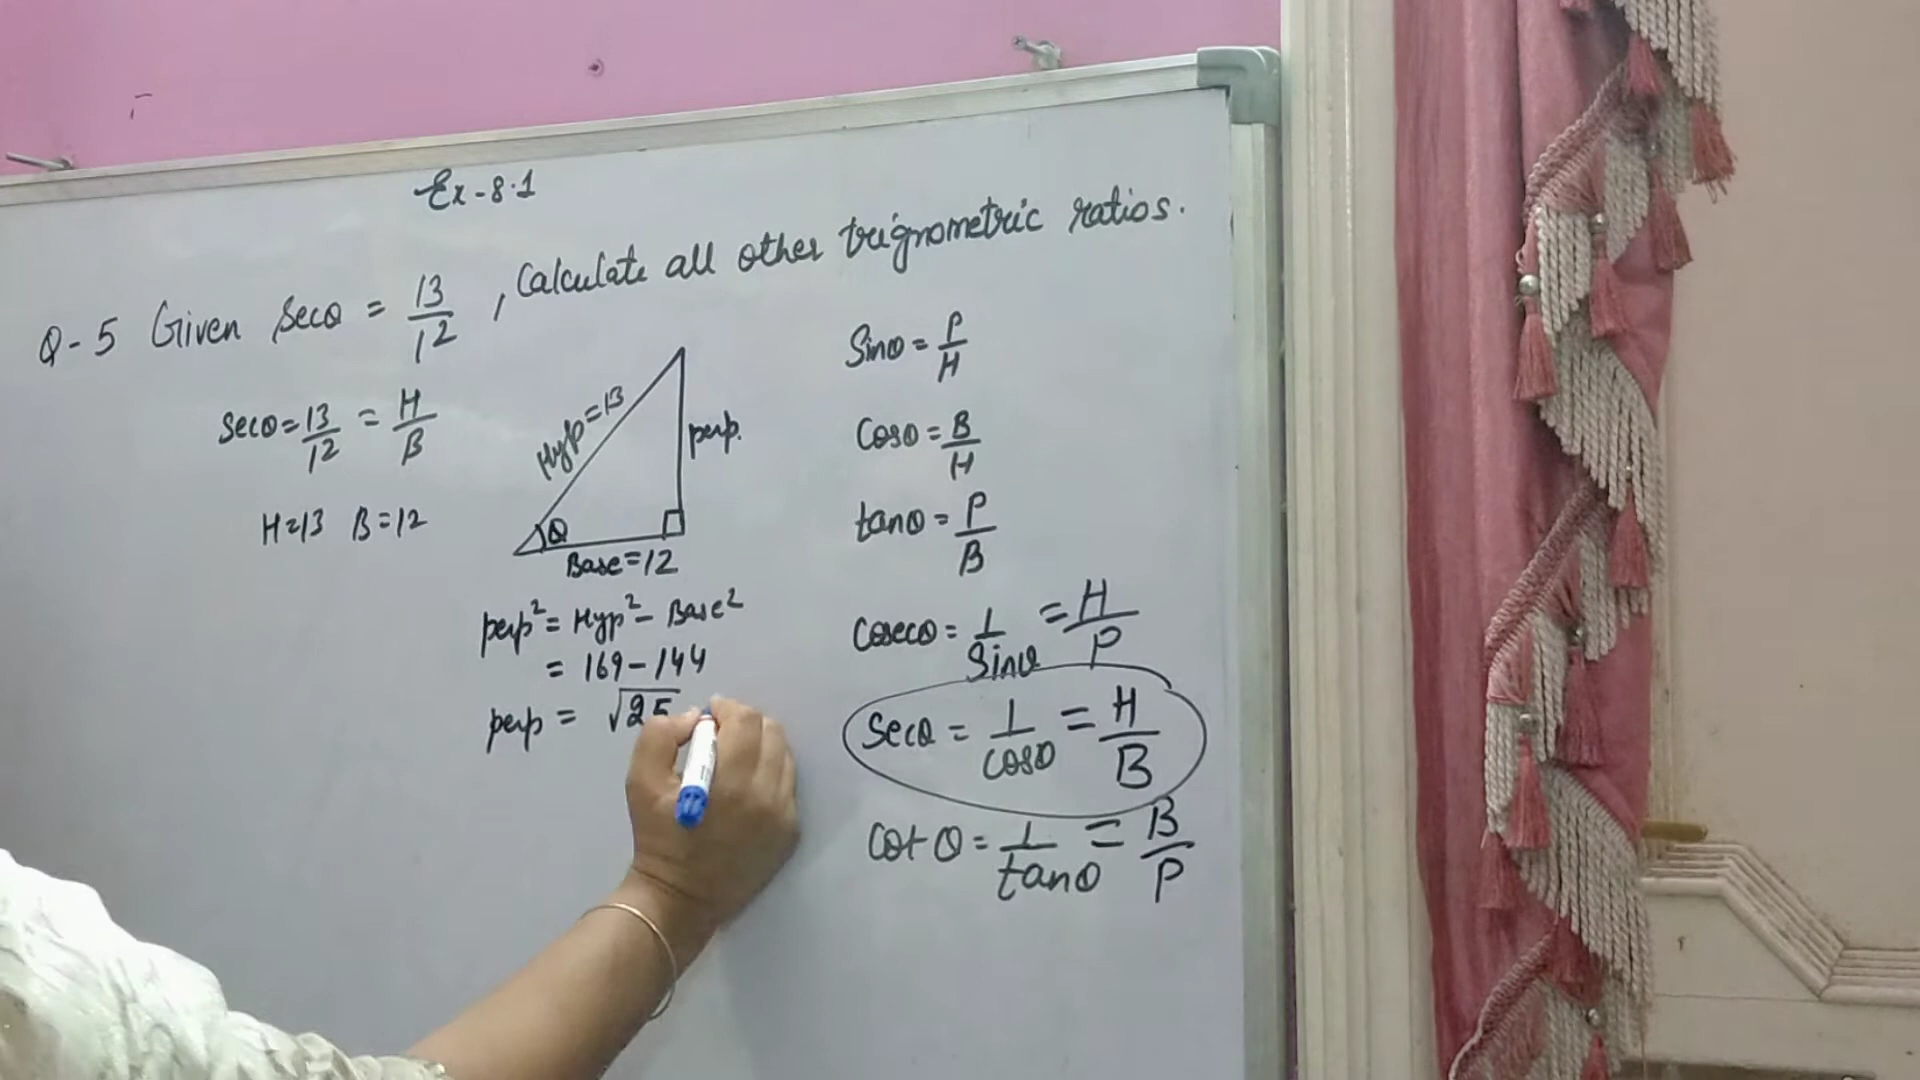 Ex-8.1
Q-5 Given Secθ = 13/12, Calculate all other trignometric ratios.
Secθ = 13/12 = H/B
H=13 B=12
Hyp=13
perp.
θ
Base=12
perp² = Hyp² - Base²
= 169-144
perp = √25
Sinθ = P/H
Cosθ = B/H
tanθ = P/B
Cosecθ = 1/Sinθ = H/P
Secθ = 1/cosθ = H/B
Cot θ = 1/tanθ = B/P